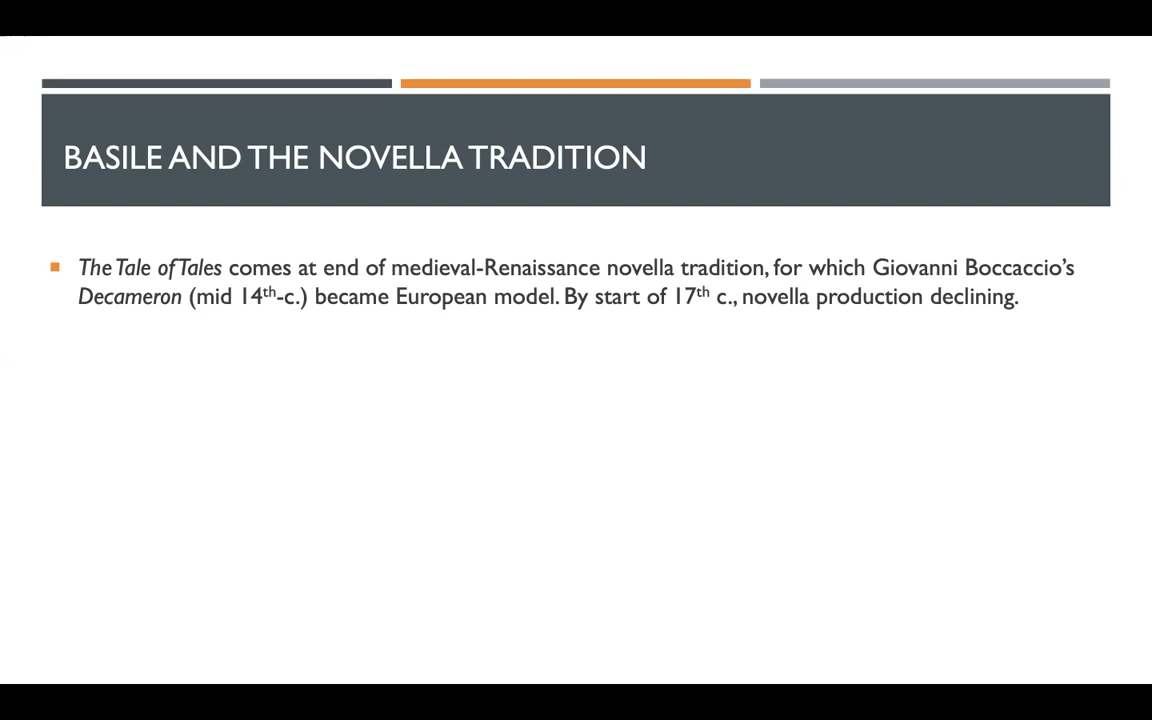 BASILE AND THE NOVELLA TRADITION
The Tale of Tales comes at end of medieval-Renaissance novella tradition, for which Giovanni Boccaccio’s
Decameron (mid 14th-c.) became European model. By start of 17th c., novella production declining.